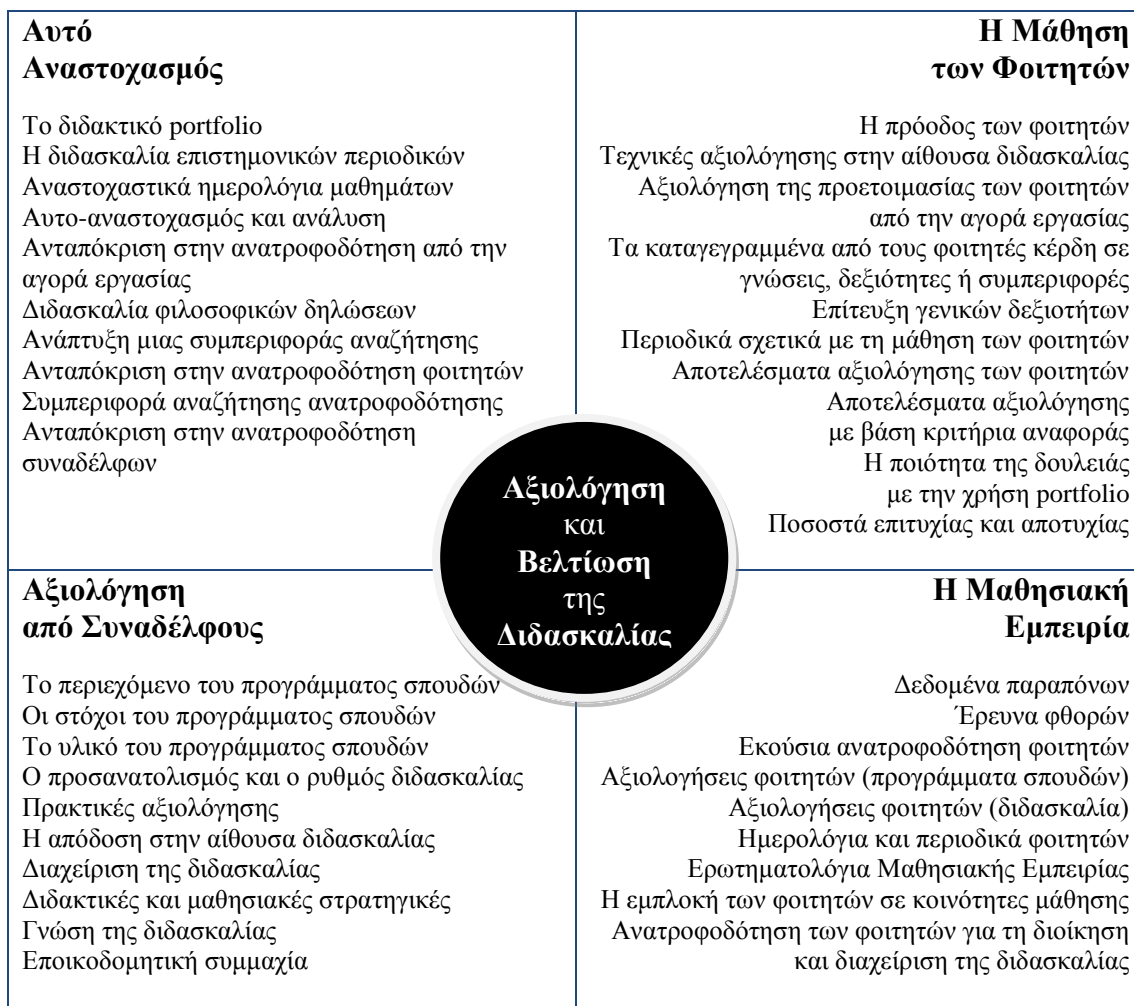 Αυτό
Αναστοχασμός
Το διδακτικό portfolio
Η διδασκαλία επιστημονικών περιοδικών
Αναστοχαστικά ημερολόγια μαθημάτων
Αυτο-αναστοχασμός και ανάλυση
Ανταπόκριση στην ανατροφοδότηση από την
αγορά εργασίας
Διδασκαλία φιλοσοφικών δηλώσεων
Ανάπτυξη μιας συμπεριφοράς αναζήτησης
Ανταπόκριση στην ανατροφοδότηση φοιτητών
Συμπεριφορά αναζήτησης ανατροφοδότησης
Ανταπόκριση στην ανατροφοδότηση
συναδέλφων
Η Μάθηση
των Φοιτητών
Η πρόοδος των φοιτητών
Τεχνικές αξιολόγησης στην αίθουσα διδασκαλίας
Αξιολόγηση της προετοιμασίας των φοιτητών
από την αγορά εργασίας
Τα καταγεγραμμένα από τους φοιτητές κέρδη σε
γνώσεις, δεξιότητες ή συμπεριφορές
Επίτευξη γενικών δεξιοτήτων
Περιοδικά σχετικά με τη μάθηση των φοιτητών
Αποτελέσματα αξιολόγησης των φοιτητών
Αποτελέσματα αξιολόγησης
με βάση κριτήρια αναφοράς
Η ποιότητα της δουλειάς
με την χρήση portfolio
Ποσοστά επιτυχίας και αποτυχίας
Αξιολόγηση
και
Βελτίωση
της
Διδασκαλίας
Αξιολόγηση
από Συναδέλφους
Το περιεχόμενο του προγράμματος σπουδών
Οι στόχοι του προγράμματος σπουδών
Το υλικό του προγράμματος σπουδών
Ο προσανατολισμός και ο ρυθμός διδασκαλίας
Πρακτικές αξιολόγησης
Η απόδοση στην αίθουσα διδασκαλίας
Διαχείριση της διδασκαλίας
Διδακτικές και μαθησιακές στρατηγικές
Γνώση της διδασκαλίας
Εποικοδομητική συμμαχία
Η Μαθησιακή
Εμπειρία
Δεδομένα παραπόνων
Έρευνα φθορών
Εκούσια ανατροφοδότηση φοιτητών
Αξιολογήσεις φοιτητών (προγράμματα σπουδών)
Αξιολογήσεις φοιτητών (διδασκαλία)
Ημερολόγια και περιοδικά φοιτητών
Ερωτηματολόγια Μαθησιακής Εμπειρίας
Η εμπλοκή των φοιτητών σε κοινότητες μάθησης
Ανατροφοδότηση των φοιτητών για τη διοίκηση
και διαχείριση της διδασκαλίας